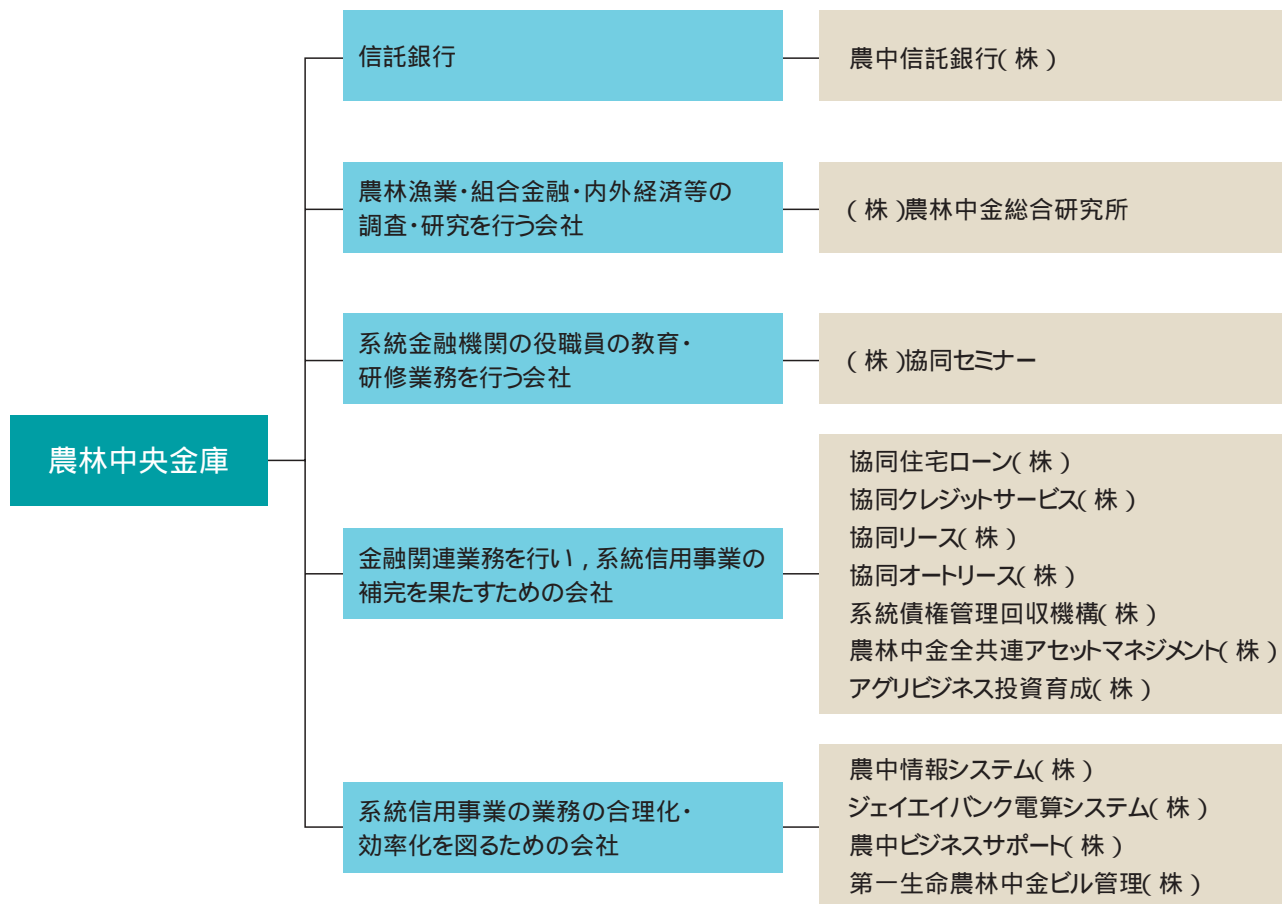 信託銀行
農中信託銀行(株)
農林漁業・組合金融・内外経済等の
調査・研究を行う会社
(株)農林中金総合研究所
系統金融機関の役職員の教育・
研修業務を行う会社
(株)協同セミナー
農林中央金庫
金融関連業務を行い,系統信用事業の
補完を果たすための会社
協同住宅ローン(株)
協同クレジットサービス(株)
協同リース(株)
協同オートリース(株)
系統債権管理回収機構(株)
農林中金全共連アセットマネジメント(株)
アグリビジネス投資育成(株)
系統信用事業の業務の合理化・
効率化を図るための会社
農中情報システム(株)
ジェイエイバンク電算システム(株)
農中ビジネスサポート(株)
第一生命農林中金ビル管理(株)